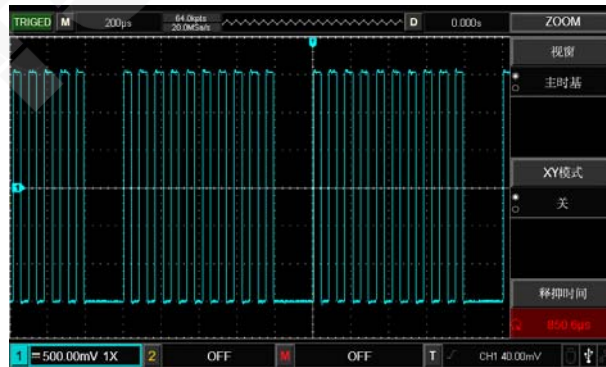 TRIGED M 200μs 64.0kpts D 0.000s ZOOM
20.0MSa/s
视窗
主时基
XY模式
关
释抑时间
850.6μs
1 500.00mV 1X 2 OFF M OFF T CH1 40.00mV